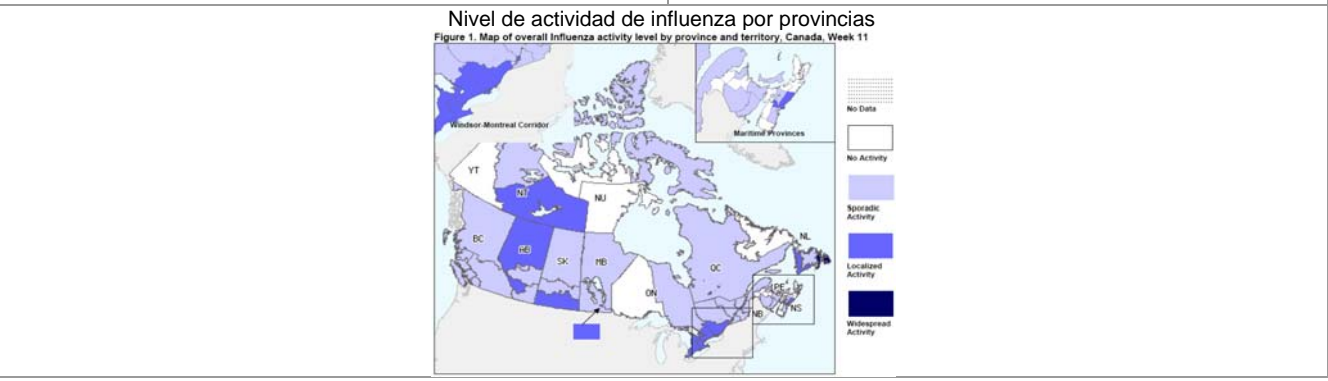 Nivel de actividad de influenza por provincias
Figure 1. Map of overall Influenza activity level by province and territory, Canada, Week 11
Windsor-Montreal Corridor
Maritime Provinces
No Data
No Activity
Sporadic
Activity
Localized
Activity
Widespread
Activity
YT
NT
NU
BC
AB
SK
MB
ON
QC
NL
PE
NB
NS